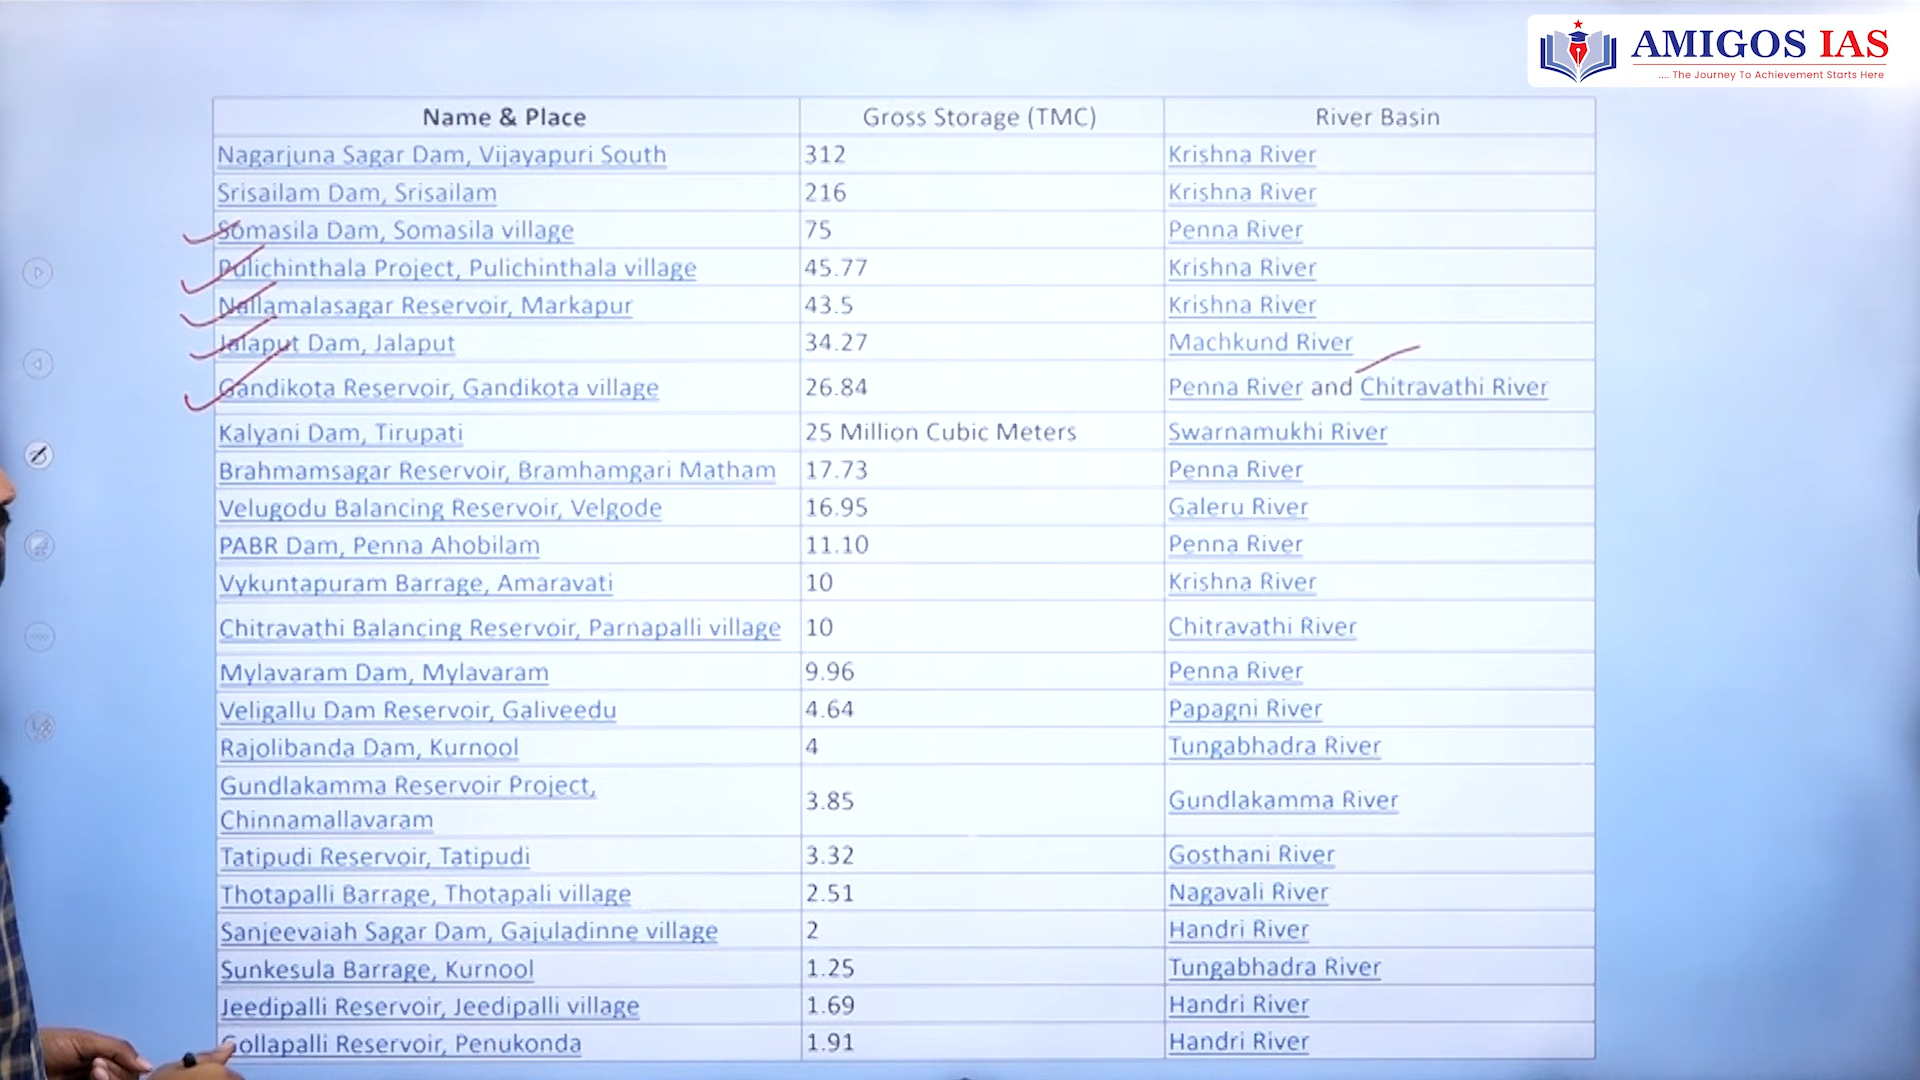 AMIGOS IAS
.... The Journey To Achievement Starts Here
Name & Place Gross Storage (TMC) River Basin
Nagarjuna Sagar Dam, Vijayapuri South 312 Krishna River
Srisailam Dam, Srisailam 216 Krishna River
Somasila Dam, Somasila village 75 Penna River
Pulichinthala Project, Pulichinthala village 45.77 Krishna River
Nallamalasagar Reservoir, Markapur 43.5 Krishna River
Jalaput Dam, Jalaput 34.27 Machkund River
Gandikota Reservoir, Gandikota village 26.84 Penna River and Chitravathi River
Kalyani Dam, Tirupati 25 Million Cubic Meters Swarnamukhi River
Brahmamsagar Reservoir, Bramhamgari Matham 17.73 Penna River
Velugodu Balancing Reservoir, Velgode 16.95 Galeru River
PABR Dam, Penna Ahobilam 11.10 Penna River
Vykuntapuram Barrage, Amaravati 10 Krishna River
Chitravathi Balancing Reservoir, Parnapalli village 10 Chitravathi River
Mylavaram Dam, Mylavaram 9.96 Penna River
Veligallu Dam Reservoir, Galiveedu 4.64 Papagni River
Rajolibanda Dam, Kurnool 4 Tungabhadra River
Gundlakamma Reservoir Project,
Chinnamallavaram 3.85 Gundlakamma River
Tatipudi Reservoir, Tatipudi 3.32 Gosthani River
Thotapalli Barrage, Thotapali village 2.51 Nagavali River
Sanjeevaiah Sagar Dam, Gajuladinne village 2 Handri River
Sunkesula Barrage, Kurnool 1.25 Tungabhadra River
Jeedipalli Reservoir, Jeedipalli village 1.69 Handri River
Gollapalli Reservoir, Penukonda 1.91 Handri River